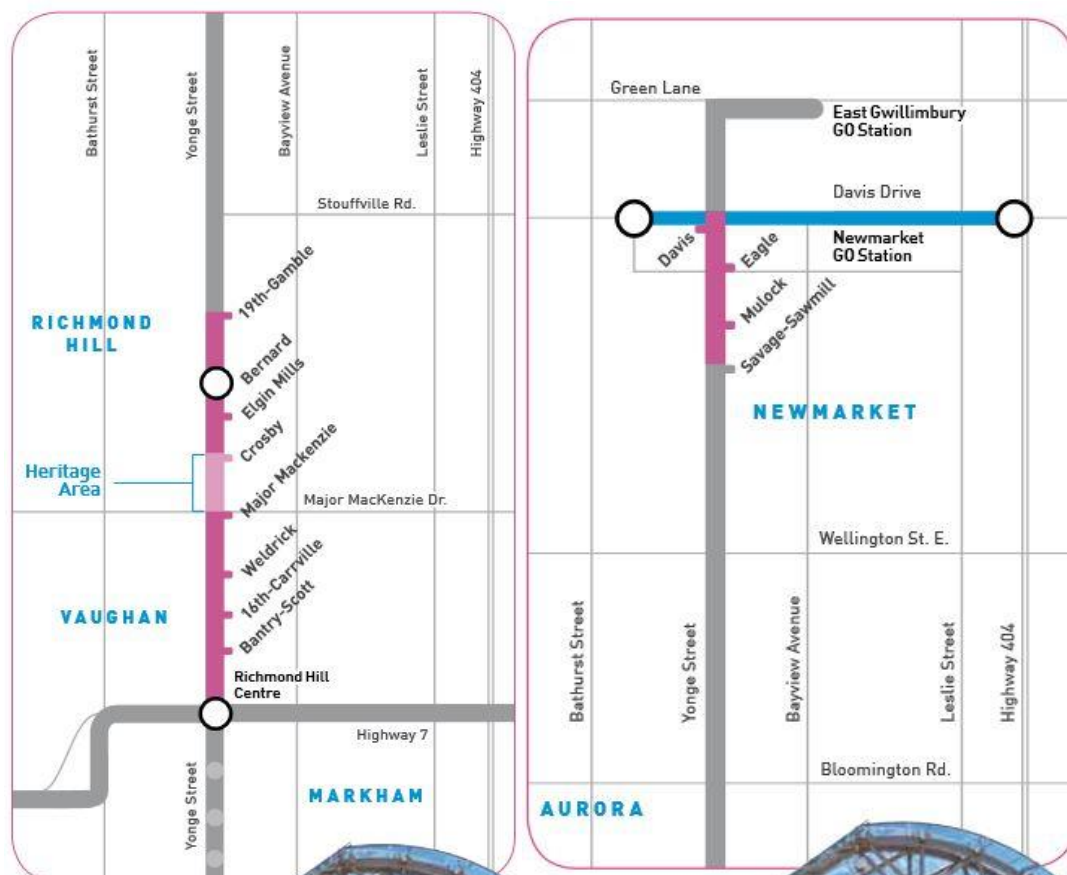 Bathurst Street
Yonge Street
Bayview Avenue
Leslie Street
Highway 404
Stouffville Rd.
19th-Gamble
RICHMOND
HILL
Bernard
Elgin Mills
Crosby
Heritage
Area
Major Mackenzie
Major MacKenzie Dr.
Weldrick
16th-Carrville
VAUGHAN
Bantry-Scott
Richmond Hill
Centre
Highway 7
Yonge Street
MARKHAM
Green Lane
East Gwillimbury
GO Station
Davis Drive
Newmarket
GO Station
Davis
Eagle
Mulock
Savage-Sawmill
NEWMARKET
Wellington St. E.
Bathurst Street
Yonge Street
Bayview Avenue
Leslie Street
Highway 404
Bloomington Rd.
AURORA